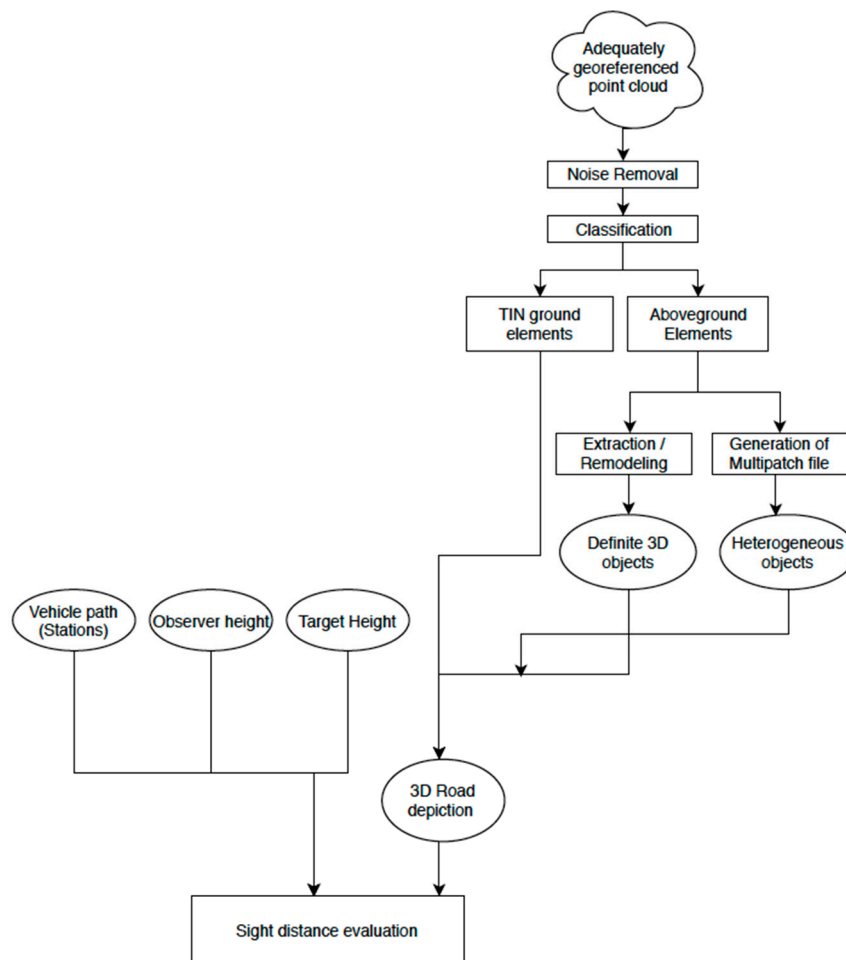 Adequately
georeferenced
point cloud
Noise Removal
Classification
TIN ground
elements
Aboveground
Elements
Extraction /
Remodeling
Generation of
Multipatch file
Definite 3D
objects
Heterogeneous
objects
Vehicle path
(Stations)
Observer height
Target Height
3D Road
depiction
Sight distance evaluation